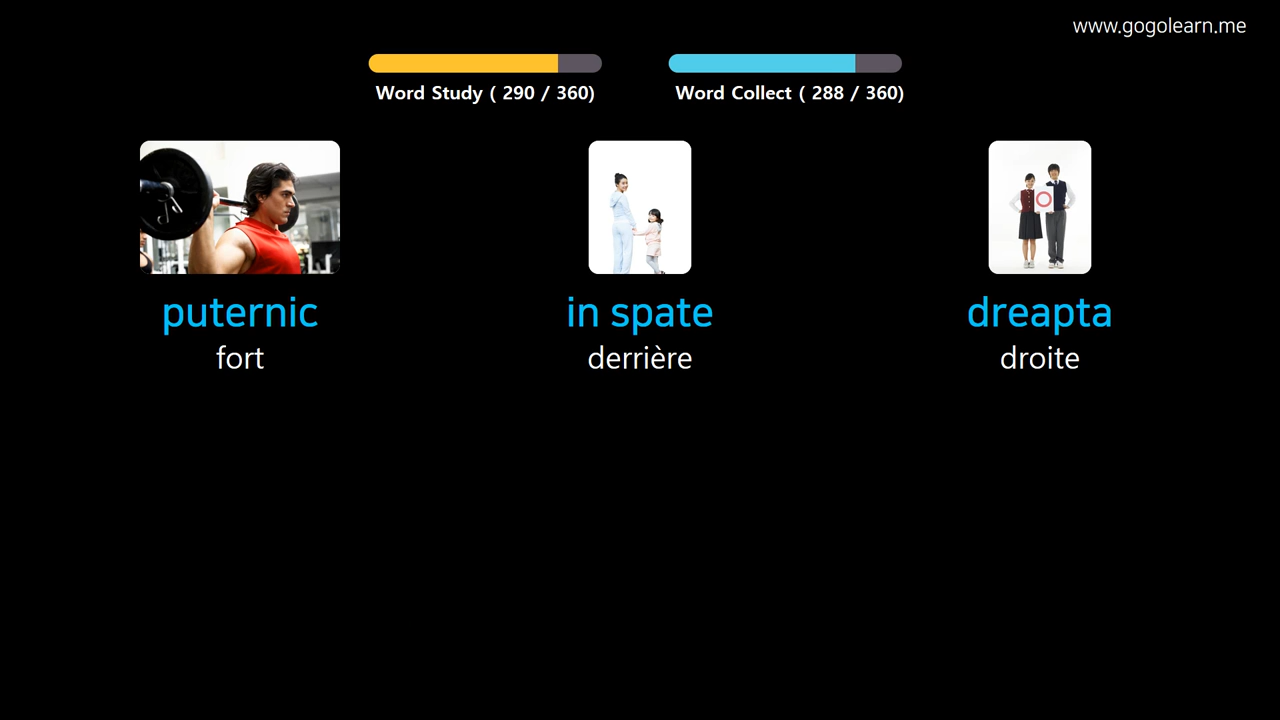 www.gogolearn.me
Word Study ( 290 / 360)
Word Collect ( 288 / 360)
puternic
in spate
dreapta
fort
derrière
droite